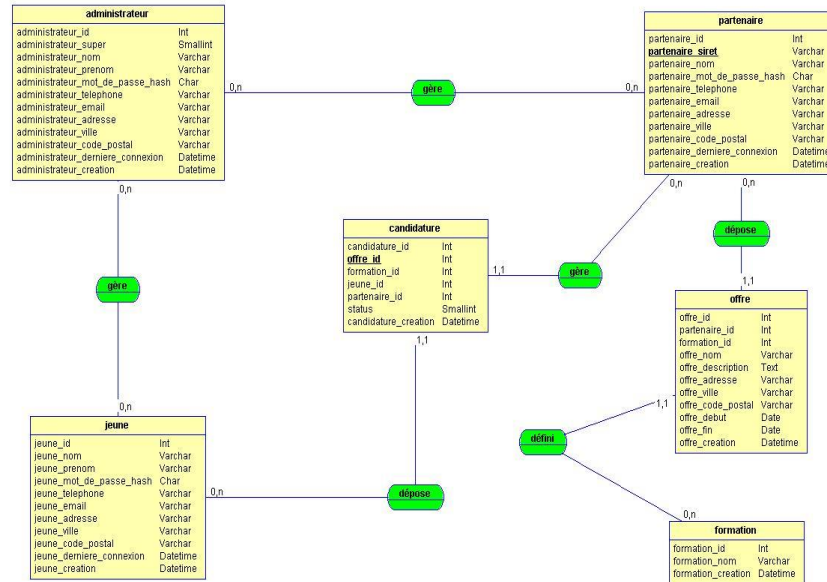 administrateur
administrateur_id Int
administrateur_super Smallint
administrateur_nom Varchar
administrateur_prenom Varchar
administrateur_mot_de_passe_hash Char
administrateur_telephone Varchar
administrateur_email Varchar
administrateur_adresse Varchar
administrateur_ville Varchar
administrateur_code_postal Varchar
administrateur_derniere_connexion Datetime
administrateur_creation Datetime
0,n
gère
0,n
partenaire
partenaire_id Int
partenaire_siret Varchar
partenaire_nom Varchar
partenaire_mot_de_passe_hash Char
partenaire_telephone Varchar
partenaire_email Varchar
partenaire_adresse Varchar
partenaire_ville Varchar
partenaire_code_postal Varchar
partenaire_derniere_connexion Datetime
partenaire_creation Datetime
0,n
0,n
0,n
dépose
candidature
candidature_id Int
offre_id Int
formation_id Int
jeune_id Int
partenaire_id Int
status Smallint
candidature_creation Datetime
1,1
gère
1,1
gère
1,1
offre
offre_id Int
partenaire_id Int
formation_id Int
offre_nom Varchar
offre_description Text
offre_adresse Varchar
offre_ville Varchar
offre_code_postal Varchar
offre_debut Date
offre_fin Date
offre_creation Datetime
1,1
défini
0,n
0,n
jeune
jeune_id Int
jeune_nom Varchar
jeune_prenom Varchar
jeune_mot_de_passe_hash Char
jeune_telephone Varchar
jeune_email Varchar
jeune_adresse Varchar
jeune_ville Varchar
jeune_code_postal Varchar
jeune_derniere_connexion Datetime
jeune_creation Datetime
0,n
dépose
formation
formation_id Int
formation_nom Varchar
formation_creation Datetime